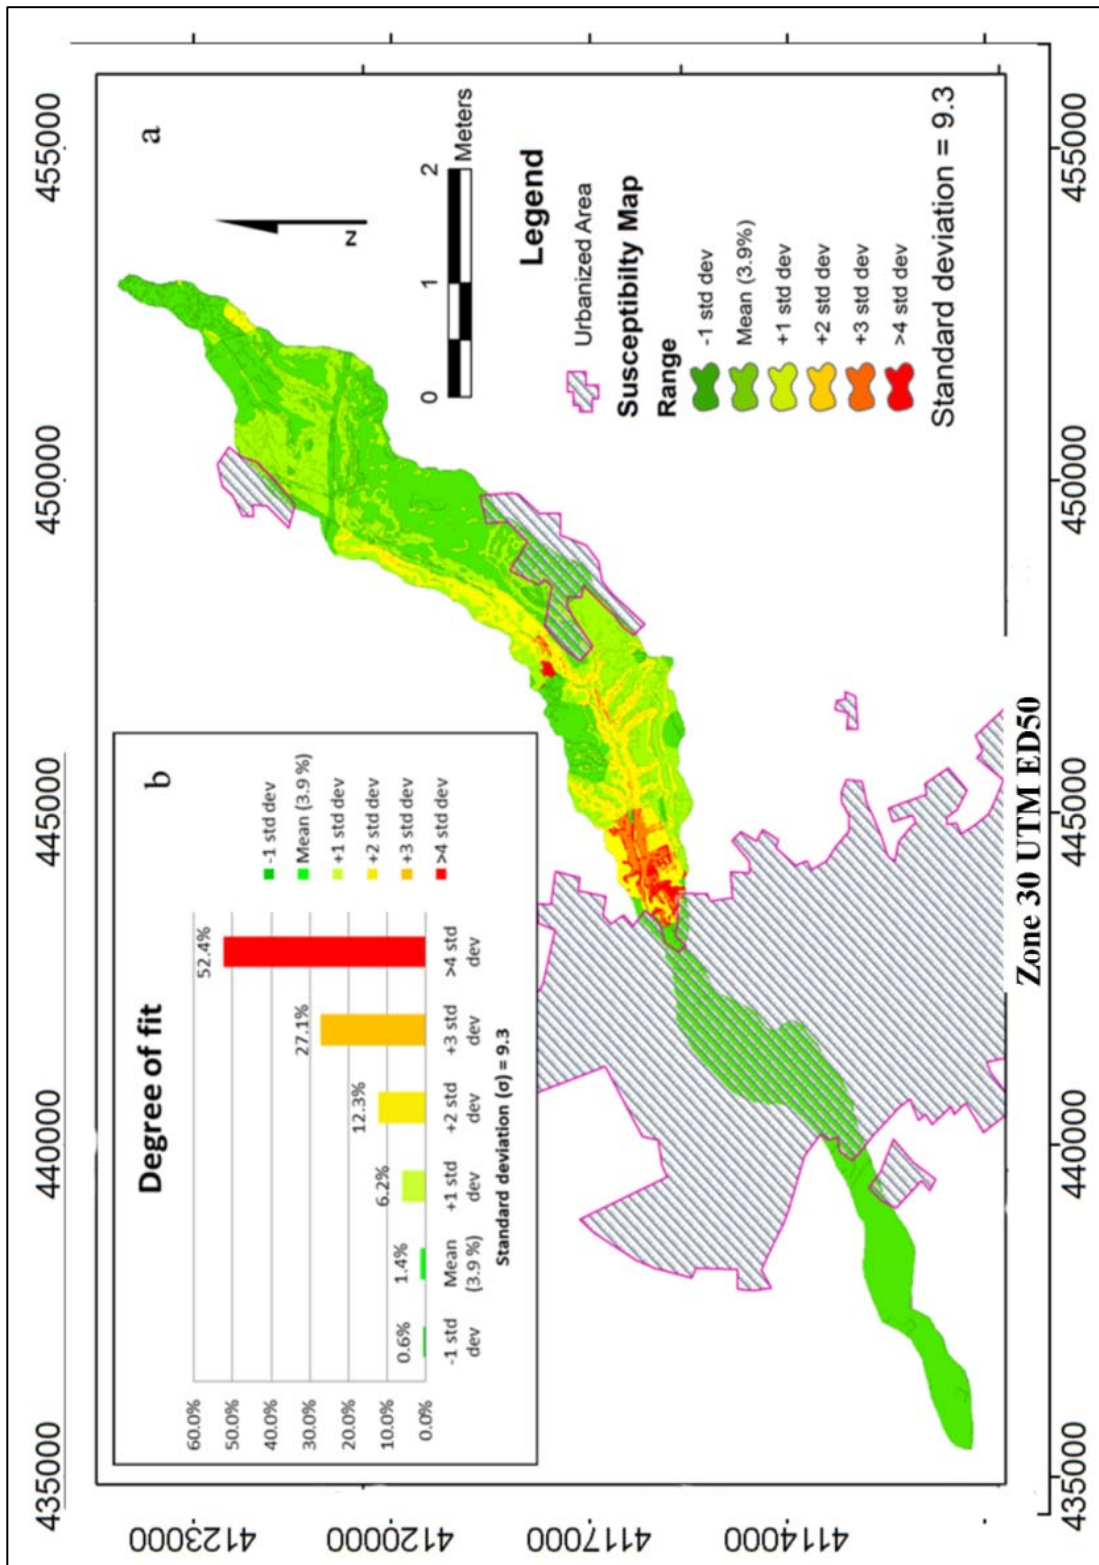 435000
440000
445000
450000
455000
4123000
4120000
4117000
4114000
a
N
0
1
2
Meters
Legend
Urbanized Area
Susceptibilty Map
Range
-1 std dev
Mean (3.9%)
+1 std dev
+2 std dev
+3 std dev
>4 std dev
Standard deviation = 9.3
b
Degree of fit
60.0%
50.0%
40.0%
30.0%
20.0%
10.0%
0.0%
0.6%
1.4%
6.2%
12.3%
27.1%
52.4%
-1 std
dev
Mean
(3.9 %)
+1 std
dev
+2 std
dev
+3 std
dev
>4 std
dev
Standard deviation (σ) = 9.3
-1 std dev
Mean (3.9 %)
+1 std dev
+2 std dev
+3 std dev
>4 std dev
Zone 30 UTM ED50
435000
440000
445000
450000
455000